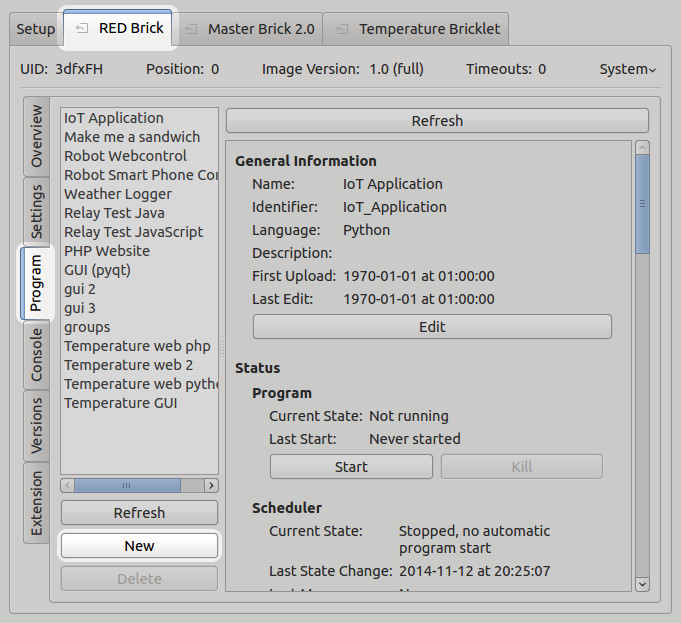 Setup RED Brick Master Brick 2.0 Temperature Bricklet
UID: 3dfxFH Position: 0 Image Version: 1.0 (full) Timeouts: 0 System
Overview
Settings
Program
Console
Versions
Extension
IoT Application
Make me a sandwich
Robot Webcontrol
Robot Smart Phone Con
Weather Logger
Relay Test Java
Relay Test JavaScript
PHP Website
GUI (pyqt)
gui 2
gui 3
groups
Temperature web php
Temperature web 2
Temperature web pytho
Temperature GUI
Refresh
New
Delete
Refresh
General Information
Name: IoT Application
Identifier: IoT_Application
Language: Python
Description:
First Upload: 1970-01-01 at 01:00:00
Last Edit: 1970-01-01 at 01:00:00
Edit
Status
Program
Current State: Not running
Last Start: Never started
Start Kill
Scheduler
Current State: Stopped, no automatic
program start
Last State Change: 2014-11-12 at 20:25:07